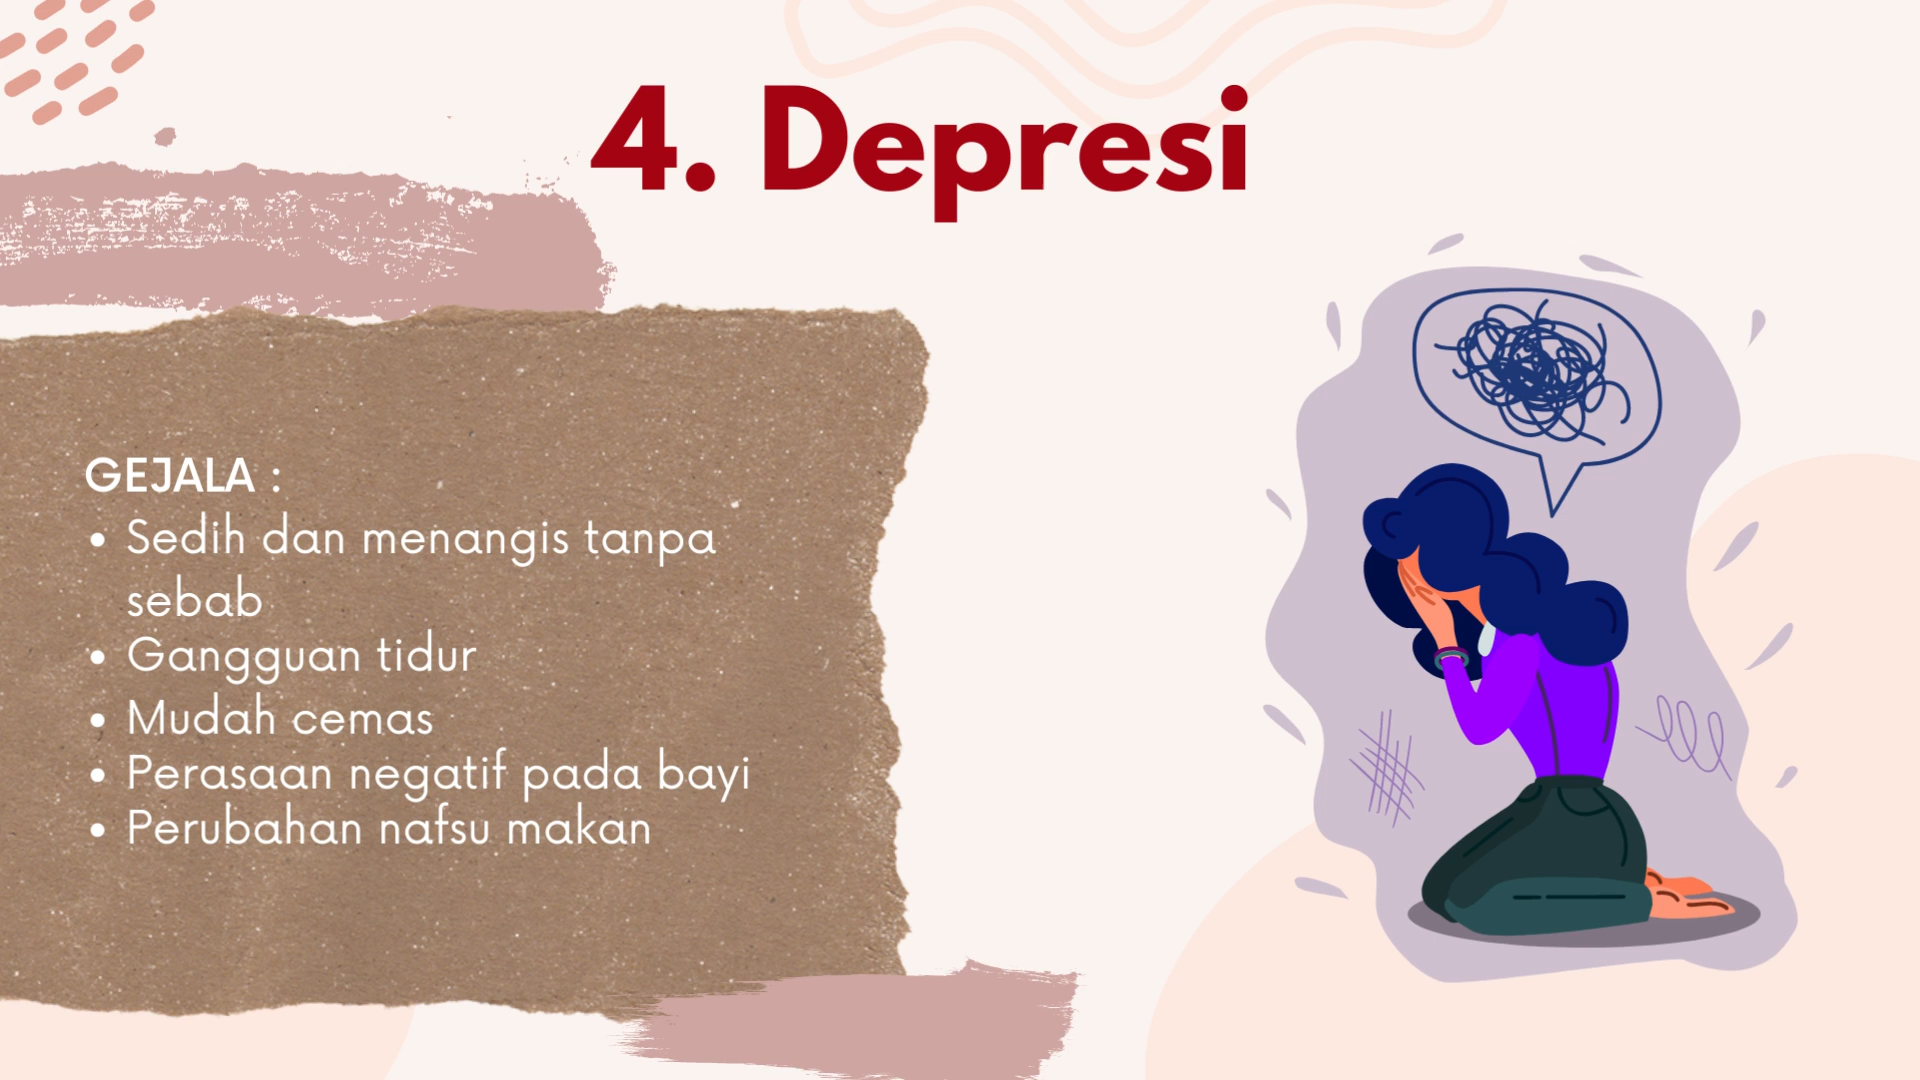 4. Depresi
GEJALA :
• Sedih dan menangis tanpa
sebab
• Gangguan tidur
• Mudah cemas
• Perasaan negatif pada bayi
• Perubahan nafsu makan